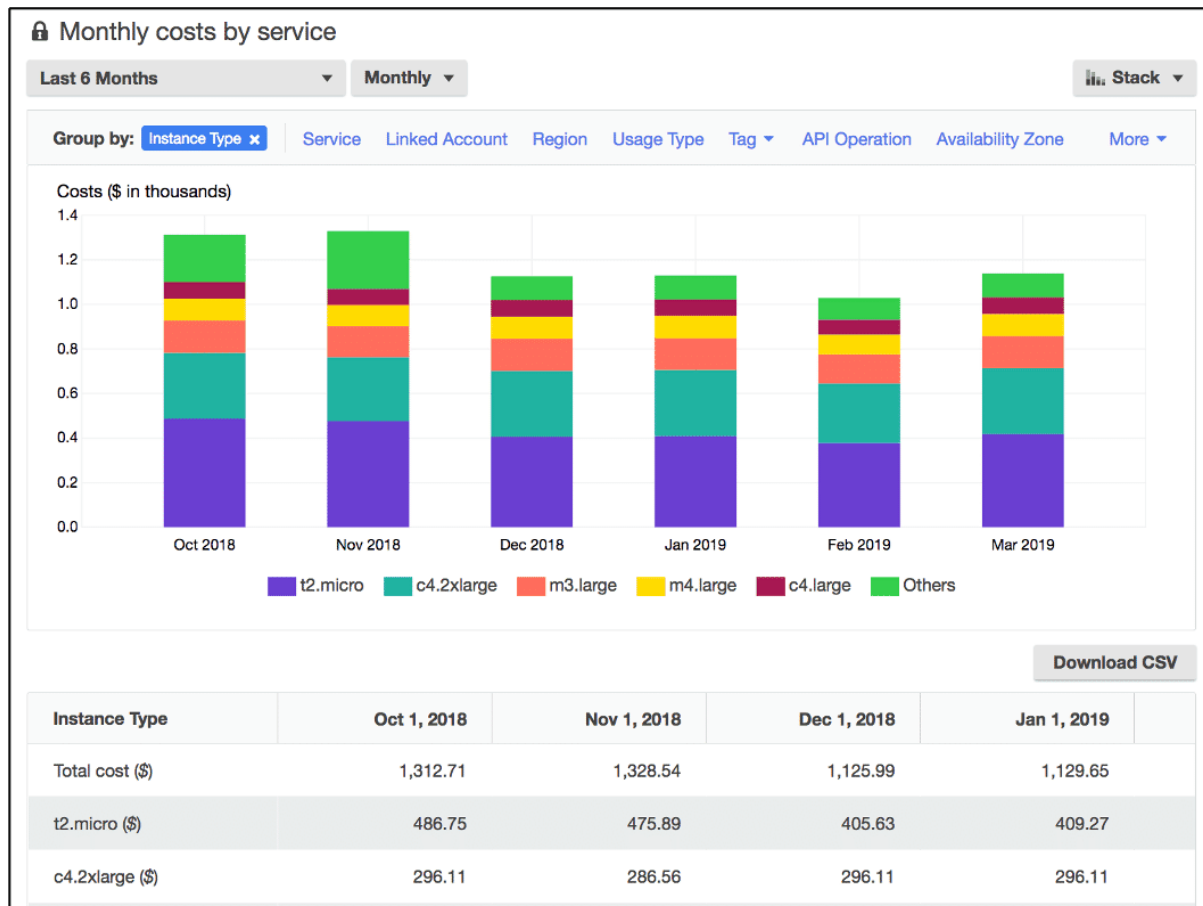 Monthly costs by service
Last 6 Months Monthly Stack
Group by: Instance Type × Service Linked Account Region Usage Type Tag API Operation Availability Zone More
Costs ($ in thousands)
1.4
1.2
1.0
0.8
0.6
0.4
0.2
0.0
Oct 2018 Nov 2018 Dec 2018 Jan 2019 Feb 2019 Mar 2019
t2.micro c4.2xlarge m3.large m4.large c4.large Others
Download CSV
Instance Type Oct 1, 2018 Nov 1, 2018 Dec 1, 2018 Jan 1, 2019
Total cost ($) 1,312.71 1,328.54 1,125.99 1,129.65
t2.micro ($) 486.75 475.89 405.63 409.27
c4.2xlarge ($) 296.11 286.56 296.11 296.11